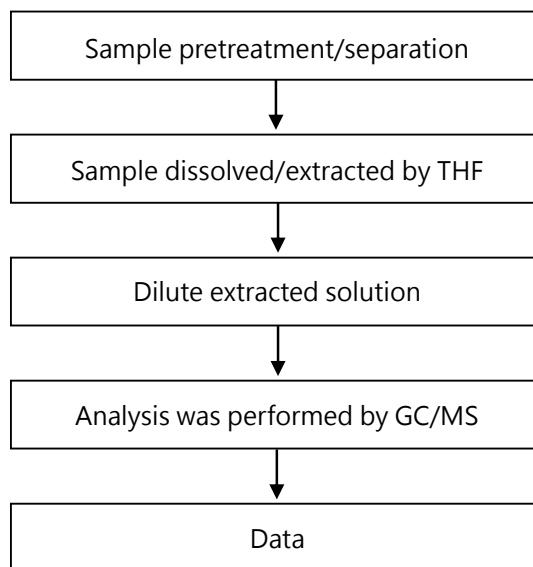 Sample pretreatment/separation
Sample dissolved/extracted by THF
Dilute extracted solution
Analysis was performed by GC/MS
Data